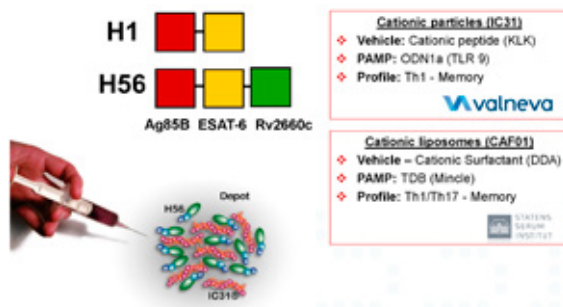 H1
H56
Ag85B ESAT-6 Rv2660c
Depot
H56
IC31®
Cationic particles (IC31)
❖ Vehicle: Cationic peptide (KLK)
❖ PAMP: ODN1a (TLR 9)
❖ Profile: Th1 - Memory
valneva
Cationic liposomes (CAF01)
❖ Vehicle – Cationic Surfactant (DDA)
❖ PAMP: TDB (Mincle)
❖ Profile: Th1/Th17 - Memory
STATENS
SERUM
INSTITUT